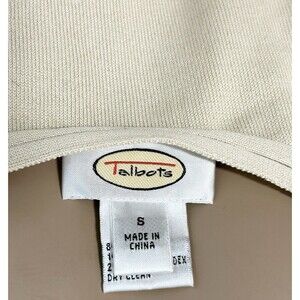 Talbots
S
MADE IN
CHINA
DRY CLEAN